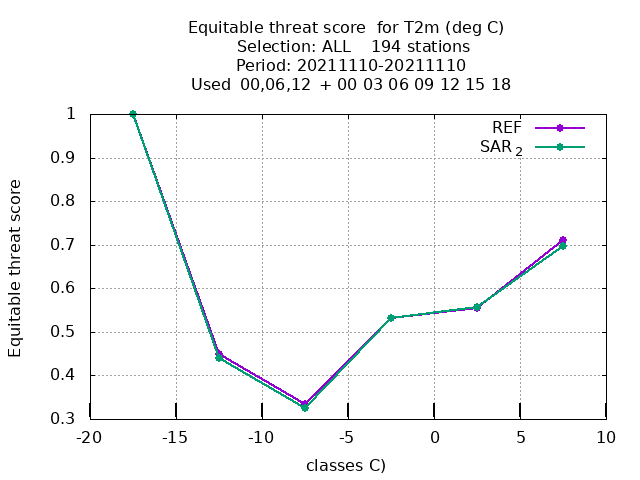 Equitable threat score  for T2m (deg C)
Selection: ALL    194 stations
Period: 20211110-20211110
Used  00,06,12  + 00 03 06 09 12 15 18
REF
SAR 2
Equitable threat score
1
0.9
0.8
0.7
0.6
0.5
0.4
0.3
-20 -15 -10 -5 0 5 10
classes C)